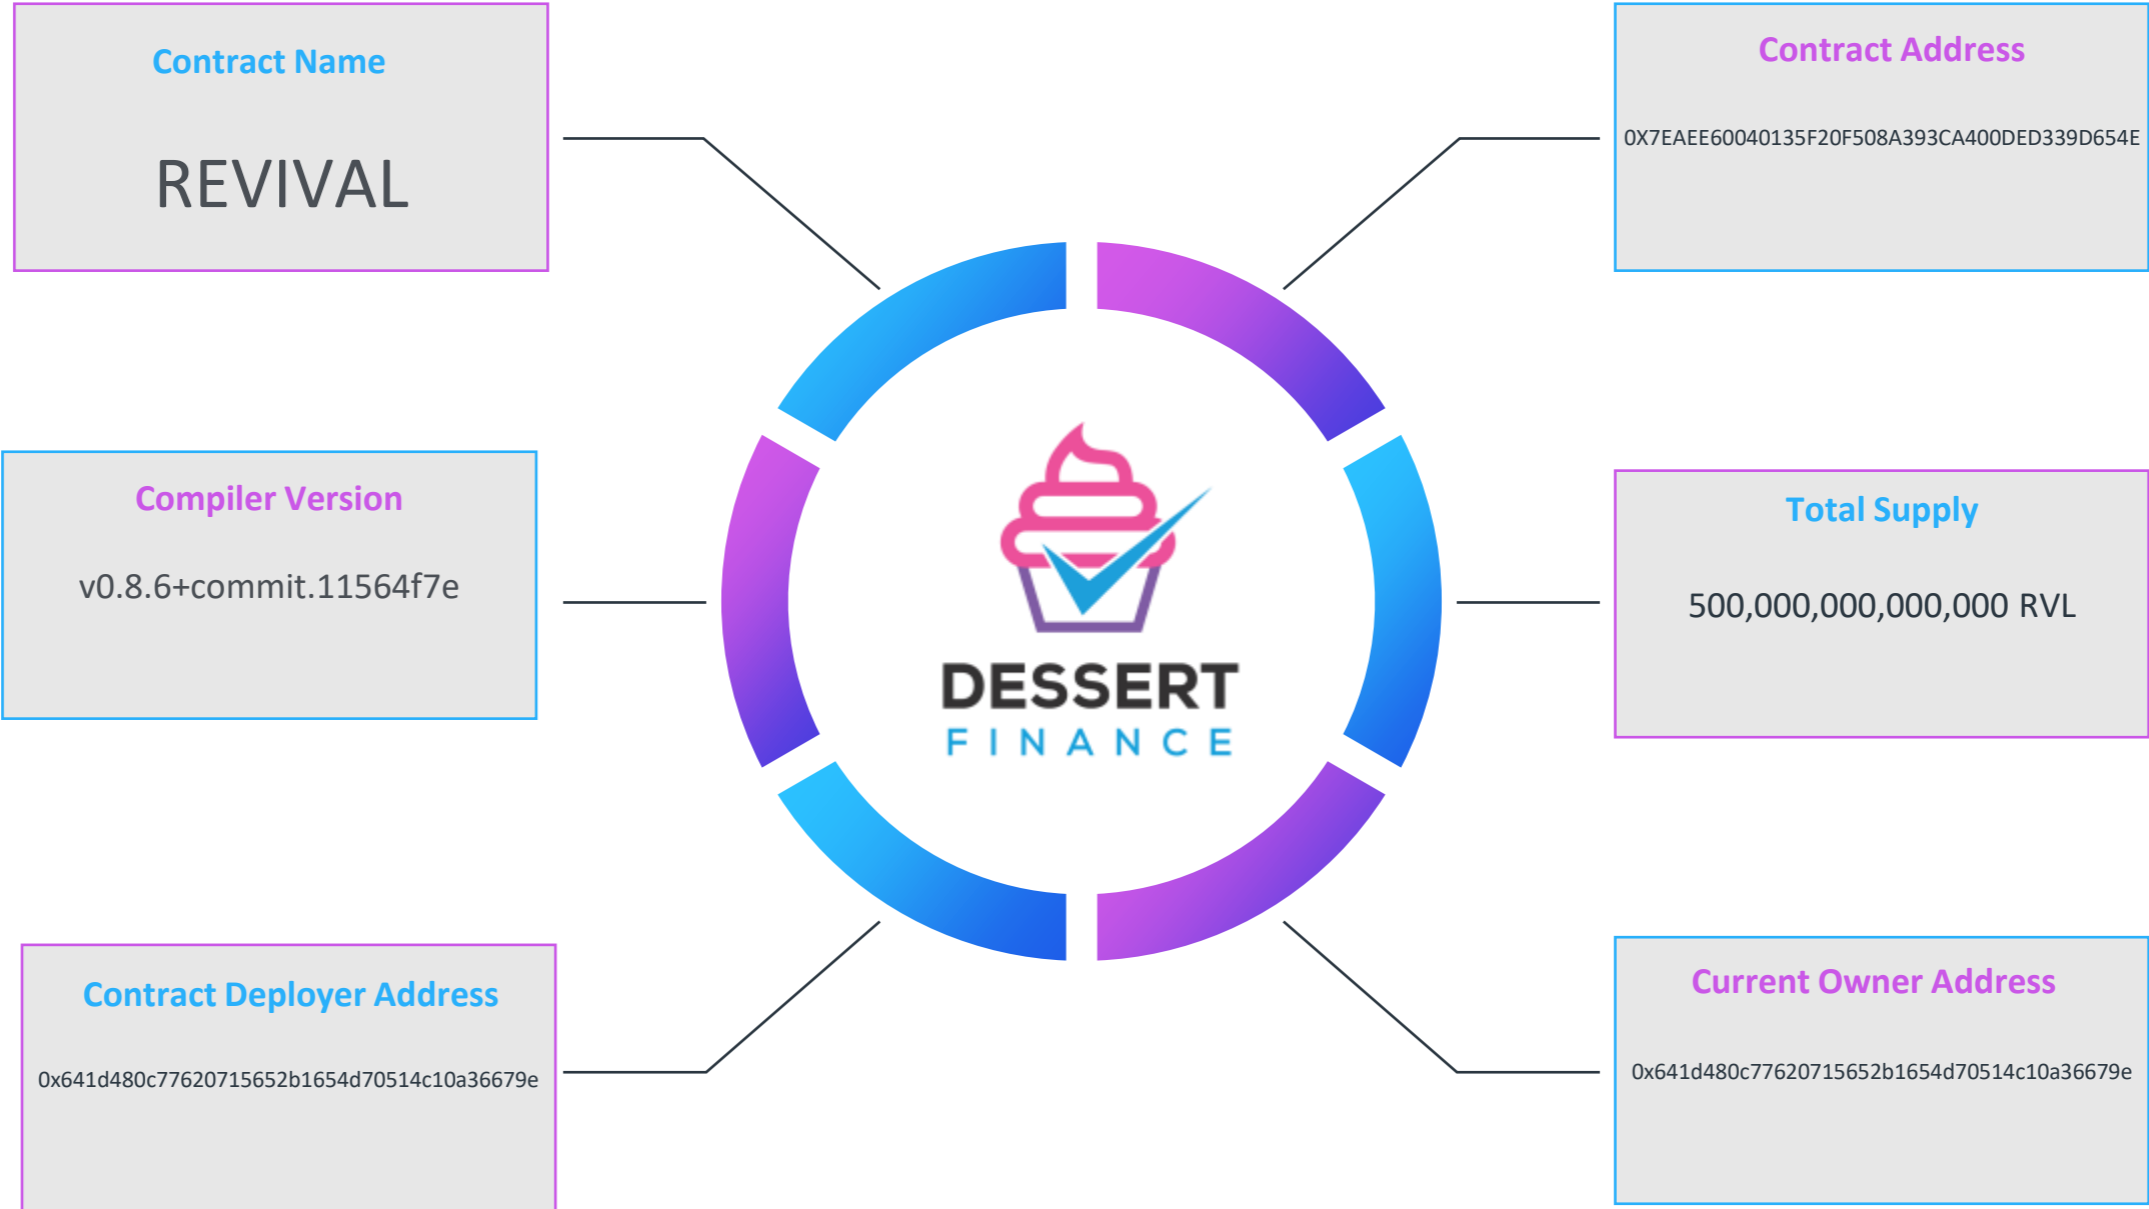 Contract Name
REVIVAL
Contract Address
0X7EAEE60040135F20F508A393CA400DED339D654E
Compiler Version
v0.8.6+commit.11564f7e
Total Supply
500,000,000,000,000 RVL
DESSERT
FINANCE
Contract Deployer Address
0x641d480c77620715652b1654d70514c10a36679e
Current Owner Address
0x641d480c77620715652b1654d70514c10a36679e